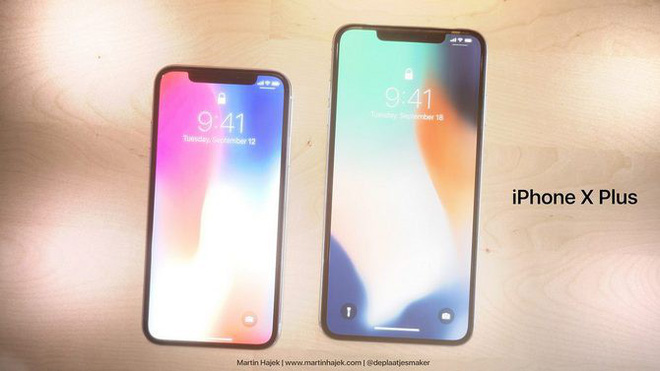 9:41
Tuesday, September 12
9:41
Tuesday, September 18
iPhone X Plus
Martin Hajek | www.martinhajek.com | @deplaatjesmaker